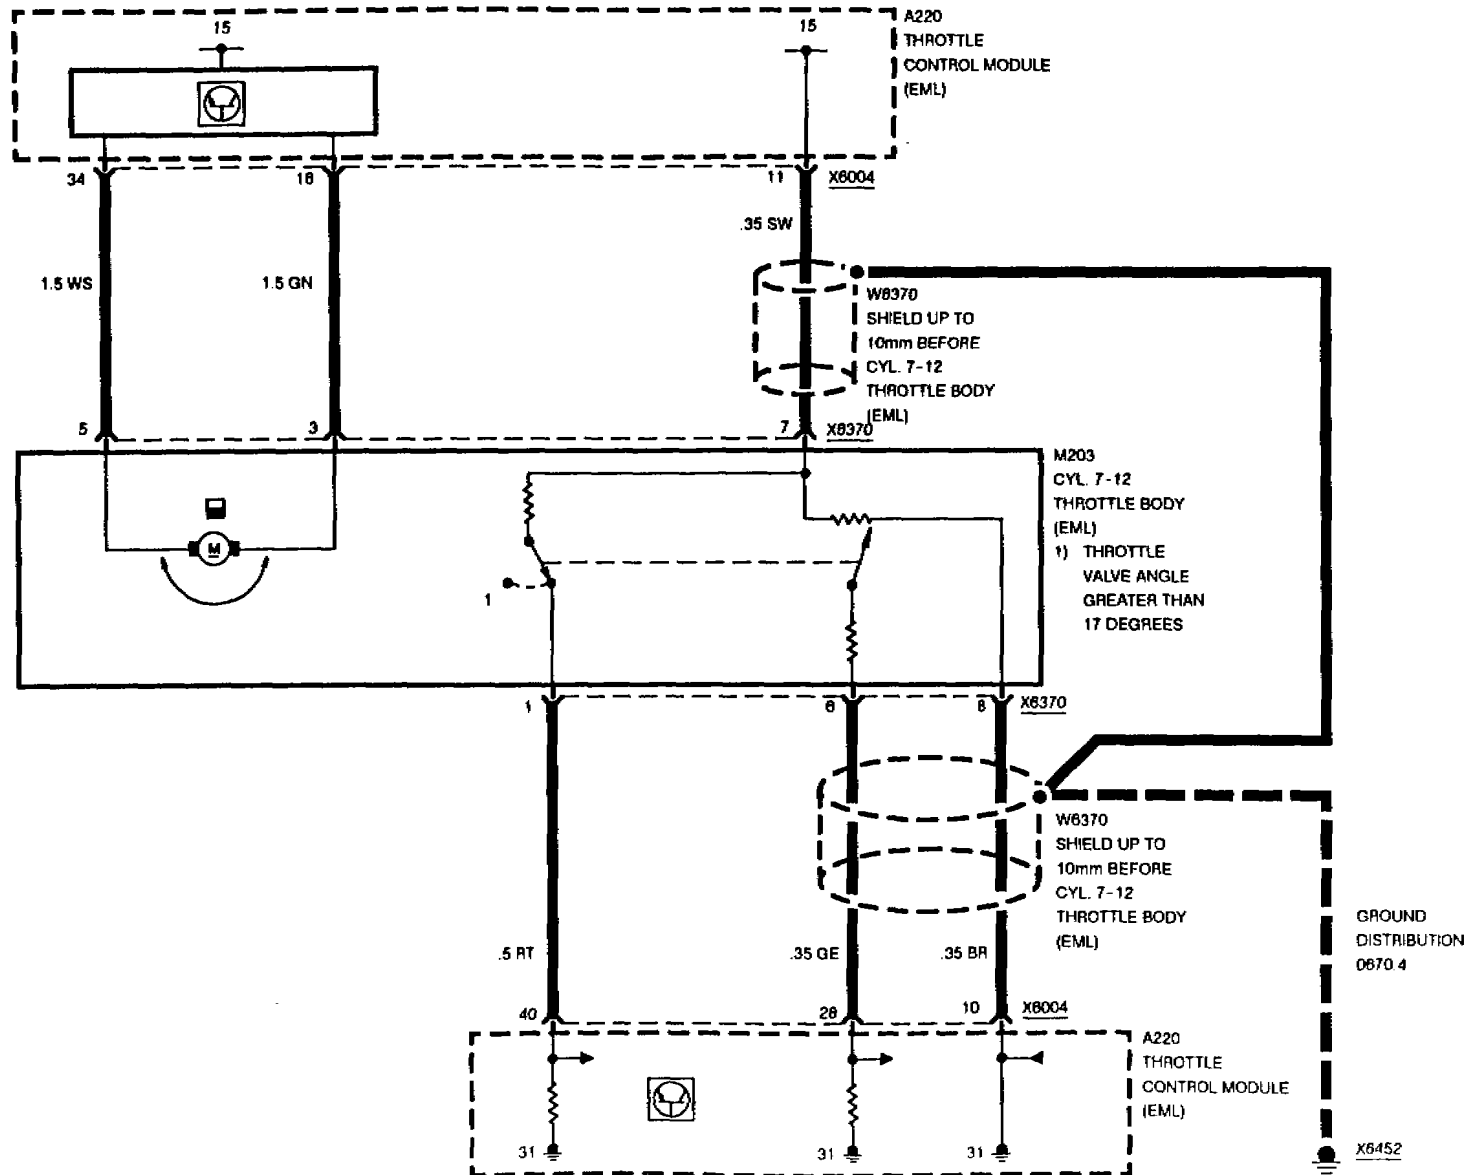 15
15
A220
THROTTLE
CONTROL MODULE
(EML)
34
16
11
X6004
.35 SW
1.5 WS
1.5 GN
W6370
SHIELD UP TO
10mm BEFORE
CYL. 7-12
THROTTLE BODY
(EML)
5
3
7
X6370
M203
CYL. 7-12
THROTTLE BODY
(EML)
1) THROTTLE
VALVE ANGLE
GREATER THAN
17 DEGREES
M
1
1
6
8
X6370
W6370
SHIELD UP TO
10mm BEFORE
CYL. 7-12
THROTTLE BODY
(EML)
.5 RT
.35 GE
.35 BR
GROUND
DISTRIBUTION
0670.4
40
28
10
X6004
A220
THROTTLE
CONTROL MODULE
(EML)
31
31
31
X6452